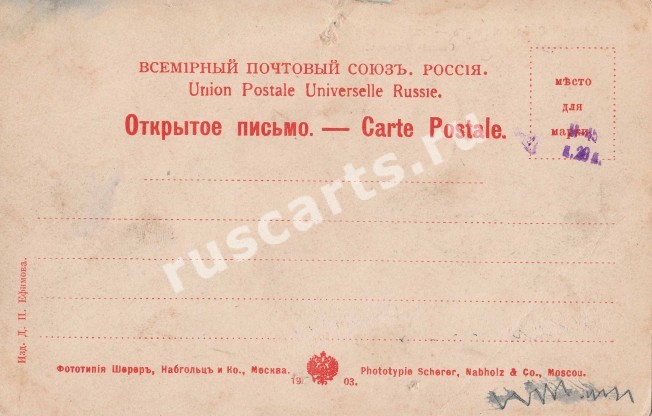 ВСЕМІРНЫЙ ПОЧТОВЫЙ СОЮЗЪ. РОССІЯ.
Union Postale Universelle Russie.
Открытое письмо. — Carte Postale.
мѣсто
для
марки
ruscarts.ru
Изд. Д. П. Ефимова.
Фототипія Шереръ, Набгольцъ и Ко., Москва.
19 03.
Phototypie Scherer, Nabholz & Co., Moscou.